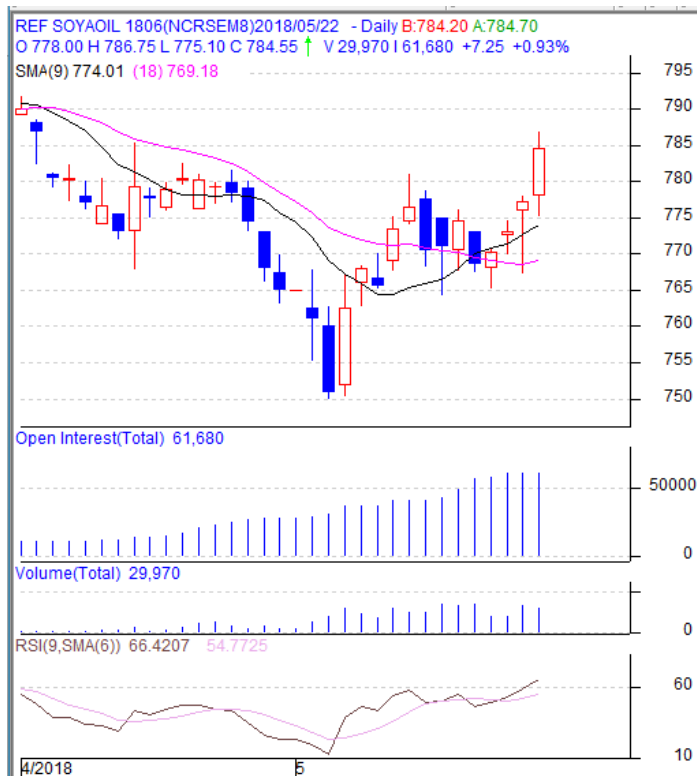 REF SOYAOIL 1806(NCRSEM8)2018/05/22 - Daily B:784.20 A:784.70
O 778.00 H 786.75 L 775.10 C 784.55 ↑ V 29,970 I 61,680 +7.25 +0.93%
SMA(9) 774.01 (18) 769.18
795
790
785
780
775
770
765
760
755
750
Open Interest(Total) 61,680
50000
0
Volume(Total) 29,970
0
RSI(9,SMA(6)) 66.4207 54.7725
60
10
4/2018 5